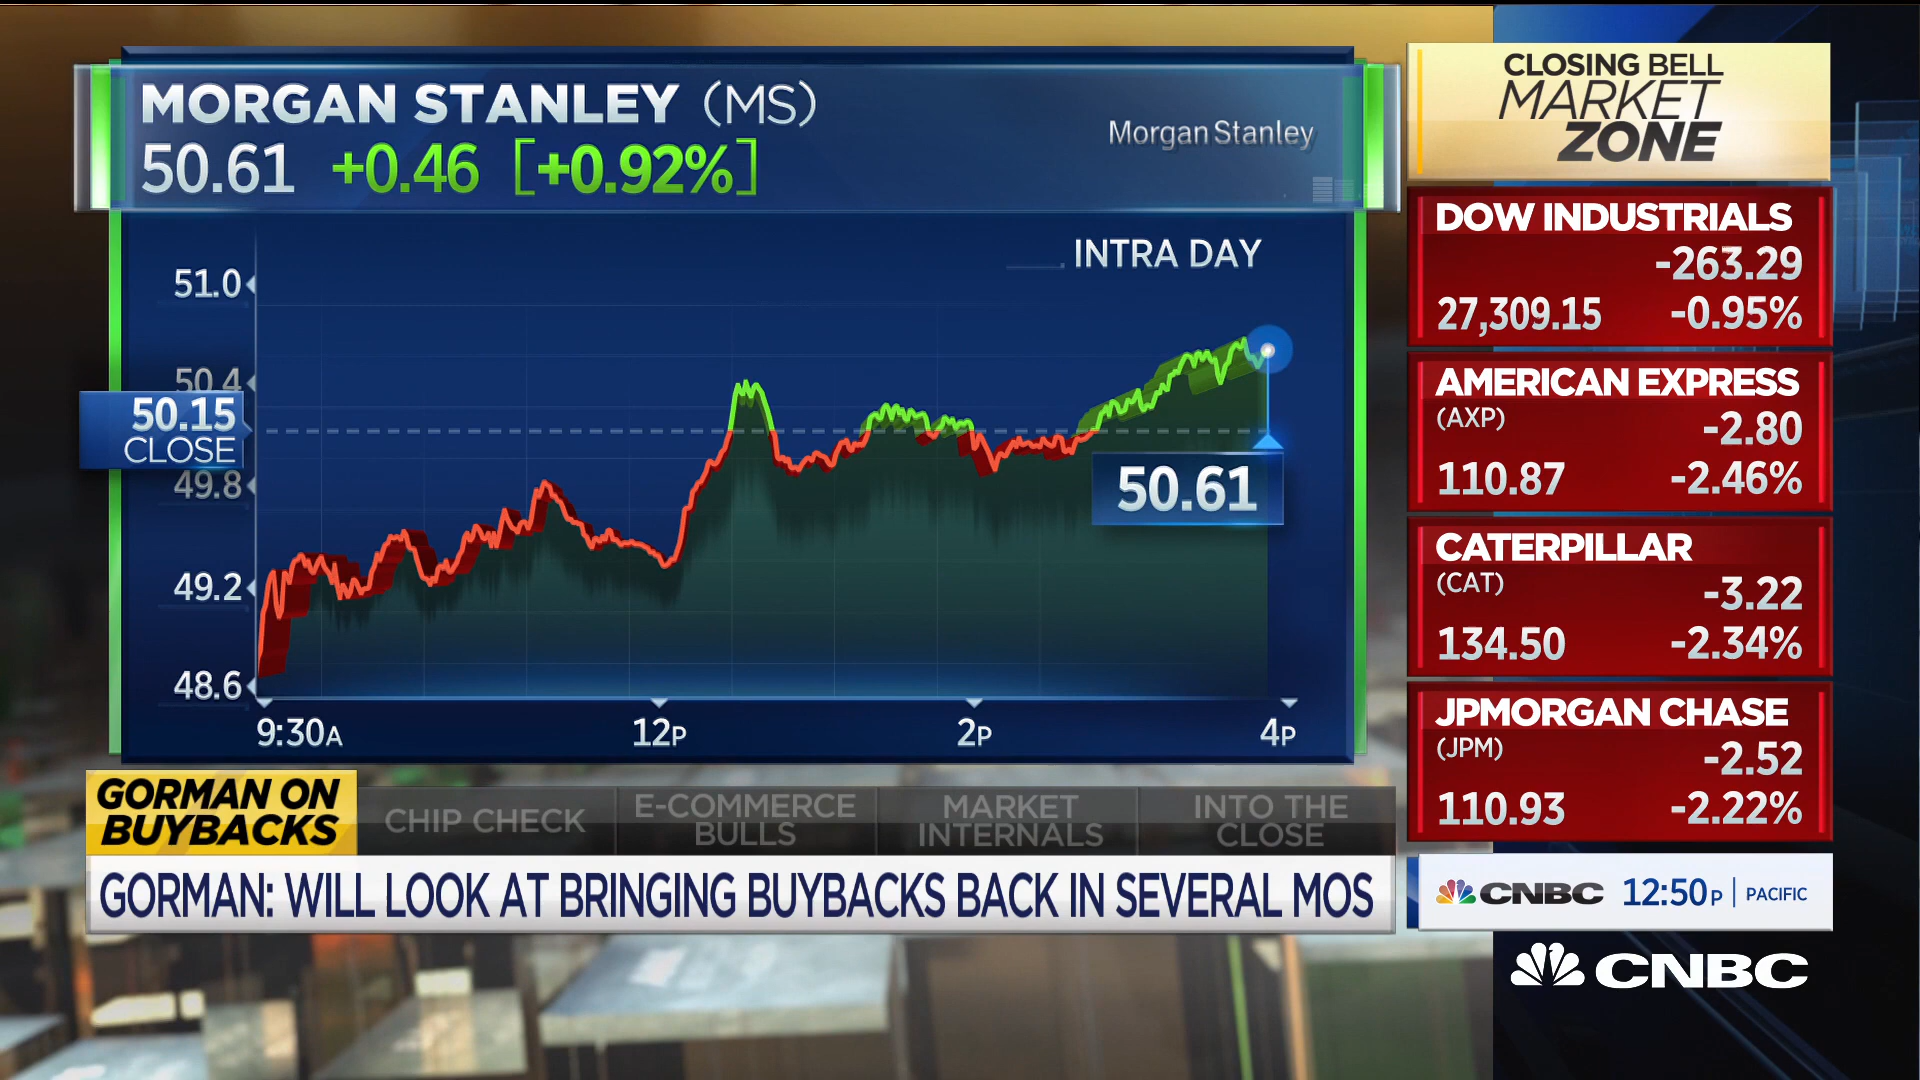 MORGAN STANLEY (MS)
50.61 +0.46 [+0.92%]
Morgan Stanley
INTRA DAY
51.0
50.4
50.15
CLOSE
49.8
49.2
48.6
50.61
9:30A 12P 2P 4P
CLOSING BELL
MARKET
ZONE
DOW INDUSTRIALS
-263.29
27,309.15 -0.95%
AMERICAN EXPRESS
(AXP) -2.80
110.87 -2.46%
CATERPILLAR
(CAT) -3.22
134.50 -2.34%
JPMORGAN CHASE
(JPM) -2.52
110.93 -2.22%
GORMAN ON
BUYBACKS
CHIP CHECK
E-COMMERCE
BULLS
MARKET
INTERNALS
INTO THE
CLOSE
GORMAN: WILL LOOK AT BRINGING BUYBACKS BACK IN SEVERAL MOS
CNBC 12:50P | PACIFIC
CNBC